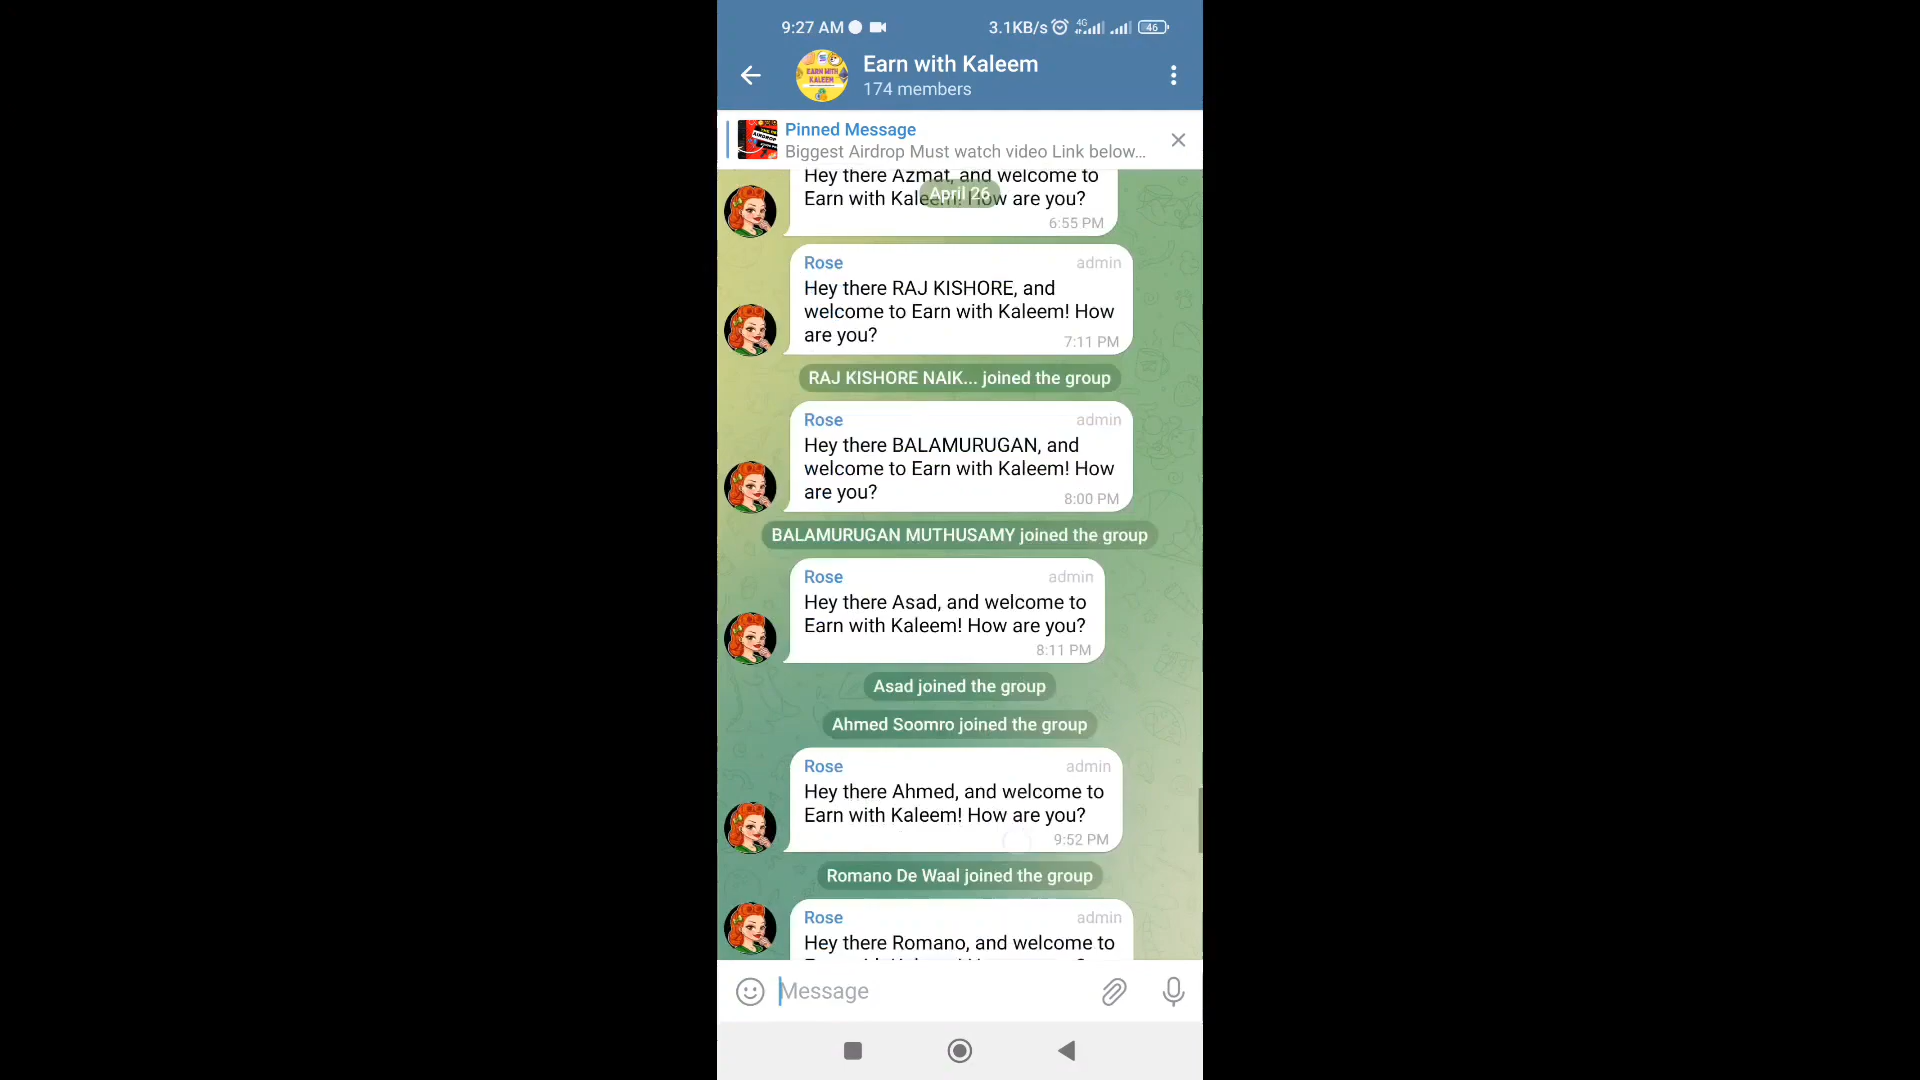 9:27 AM
3.1KB/s
4G
46
EARN WITH
KALEEM
Earn with Kaleem
174 members
Pinned Message
Biggest Airdrop Must watch video Link below...
Hey there Azmat, and welcome to
Earn with Kaleem! How are you?
April 26
6:55 PM
Rose
admin
Hey there RAJ KISHORE, and
welcome to Earn with Kaleem! How
are you?
7:11 PM
RAJ KISHORE NAIK... joined the group
Rose
admin
Hey there BALAMURUGAN, and
welcome to Earn with Kaleem! How
are you?
8:00 PM
BALAMURUGAN MUTHUSAMY joined the group
Rose
admin
Hey there Asad, and welcome to
Earn with Kaleem! How are you?
8:11 PM
Asad joined the group
Ahmed Soomro joined the group
Rose
admin
Hey there Ahmed, and welcome to
Earn with Kaleem! How are you?
9:52 PM
Romano De Waal joined the group
Rose
admin
Hey there Romano, and welcome to
Message